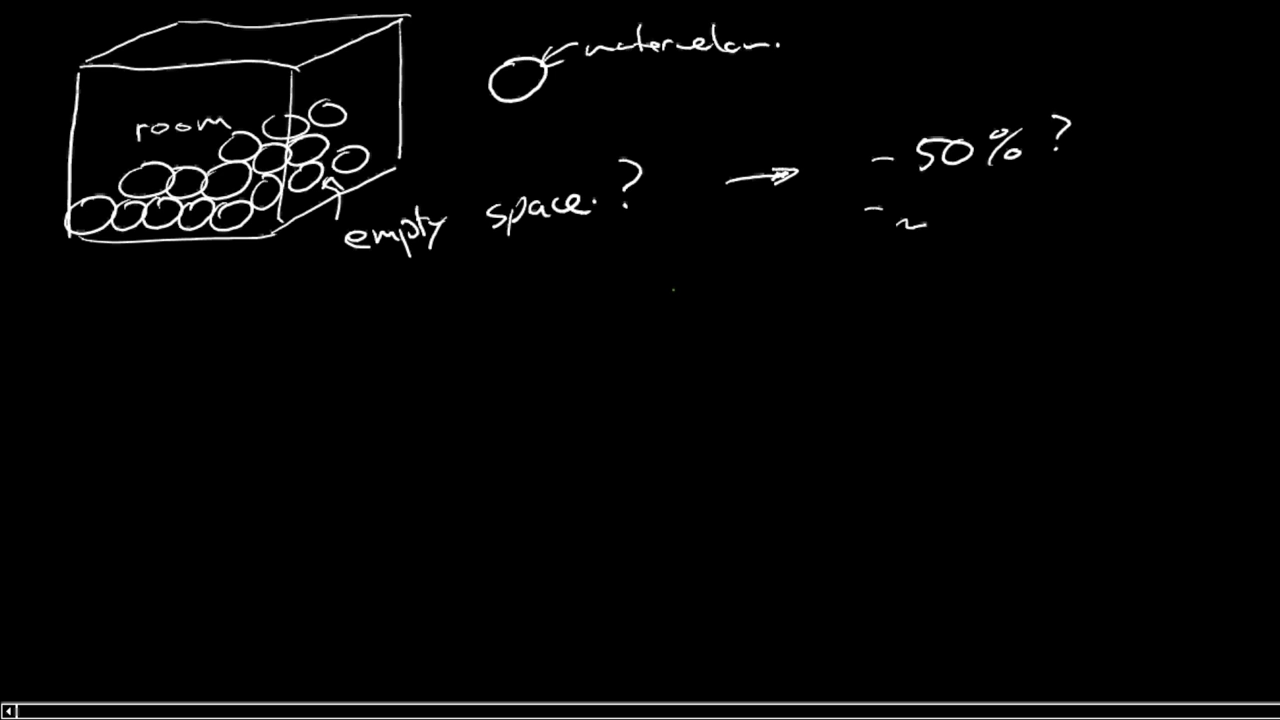 watermelon.
room
- 50% ?
empty space. ?
- ~